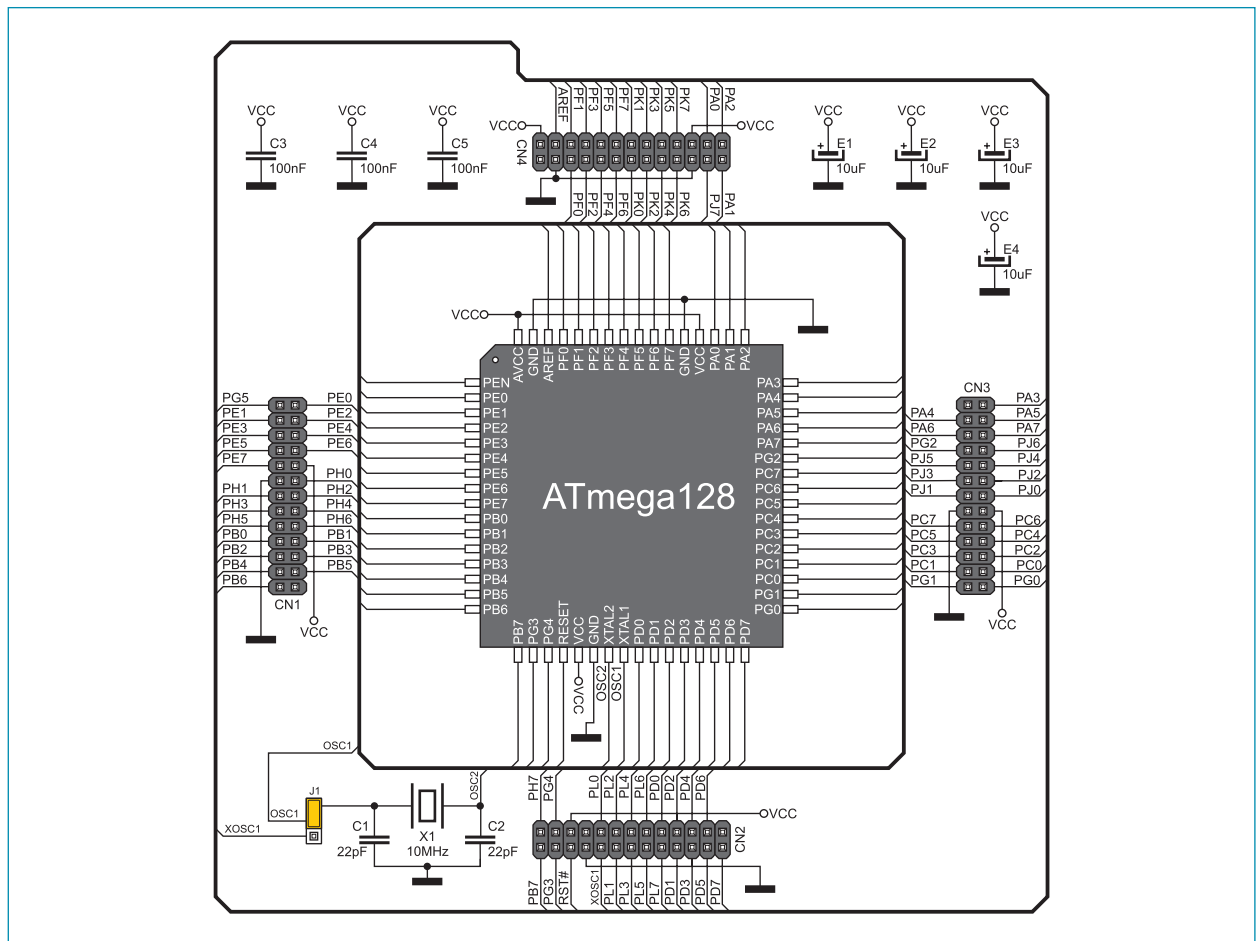 AREF PF1 PF3 PF5 PF7 PK1 PK3 PK5 PK7 PA0 PA2
VCC VCC VCC VCC VCC VCC VCC VCC
C3 100nF
C4 100nF
C5 100nF
CN4
E1 10uF
E2 10uF
E3 10uF
PF0 PF2 PF4 PF6 PK0 PK2 PK4 PK6 PJ7 PA1
VCC
E4 10uF
VCC
AVCC GND AREF PF0 PF1 PF2 PF3 PF4 PF5 PF6 PF7 GND VCC PA0 PA1 PA2
PEN PA3
PE0 PA4
PE1 PA5
PE2 PA6
PE3 PA7
PE4 PG2
PE5 PC7
PE6 PC6
PE7 PC5
PB0 PC4
PB1 PC3
PB2 PC2
PB3 PC1
PB4 PC0
PB5 PG1
PB6 PG0
ATmega128
PB7 PG3 PG4 RESET VCC GND XTAL2 XTAL1 PD0 PD1 PD2 PD3 PD4 PD5 PD6 PD7
PG5 PE0
PE1 PE2
PE3 PE4
PE5 PE6
PE7
PH0
PH1 PH2
PH3 PH4
PH5 PH6
PB0 PB1
PB2 PB3
PB4 PB5
PB6
CN1
VCC
CN3
PA3
PA4 PA5
PA6 PA7
PG2 PJ6
PJ5 PJ4
PJ3 PJ2
PJ1 PJ0
PC7 PC6
PC5 PC4
PC3 PC2
PC1 PC0
PG1 PG0
VCC
VCC OSC2 OSC1
OSC1
OSC2
J1
OSC1
XOSC1
C1
22pF
X1
10MHz
C2
22pF
PH7 PG4 PL0 PL2 PL4 PL6 PD0 PD2 PD4 PD6
VCC
CN2
PB7 PG3 RST# XOSC1 PL1 PL3 PL5 PL7 PD1 PD3 PD5 PD7